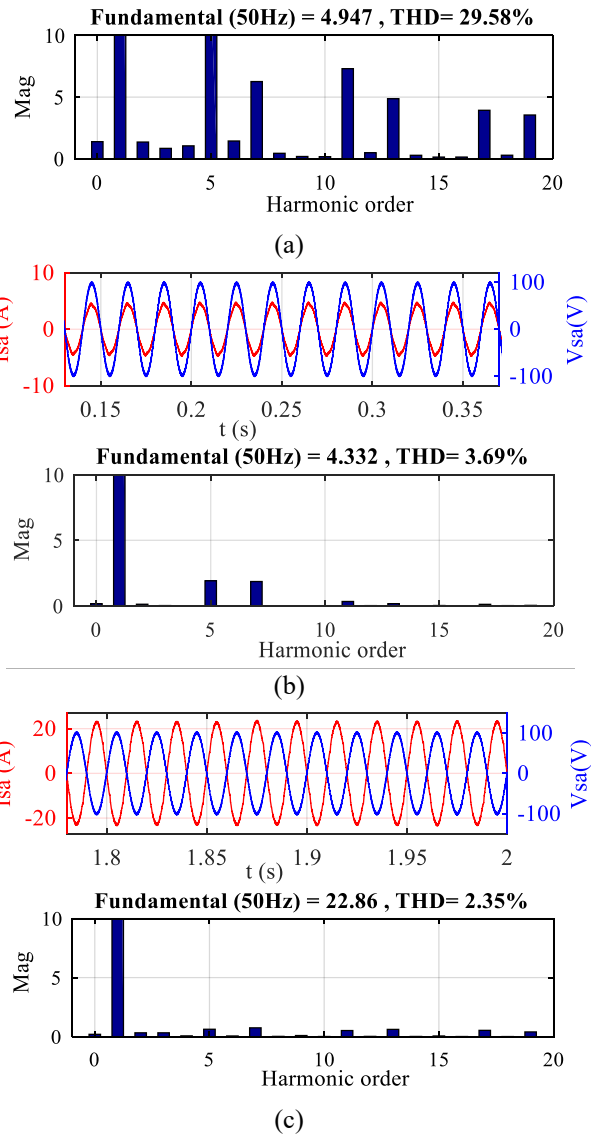 Fundamental (50Hz) = 4.947 , THD= 29.58%
10
5
0
Mag
0 5 10 15 20
Harmonic order
(a)
10
0
-10
Isa (A)
100
0
-100
Vsa(V)
0.15 0.2 0.25 0.3 0.35
t (s)
Fundamental (50Hz) = 4.332 , THD= 3.69%
10
5
0
Mag
0 5 10 15 20
Harmonic order
(b)
20
0
-20
Isa (A)
100
0
-100
Vsa(V)
1.8 1.85 1.9 1.95 2
t (s)
Fundamental (50Hz) = 22.86 , THD= 2.35%
10
5
0
Mag
0 5 10 15 20
Harmonic order
(c)